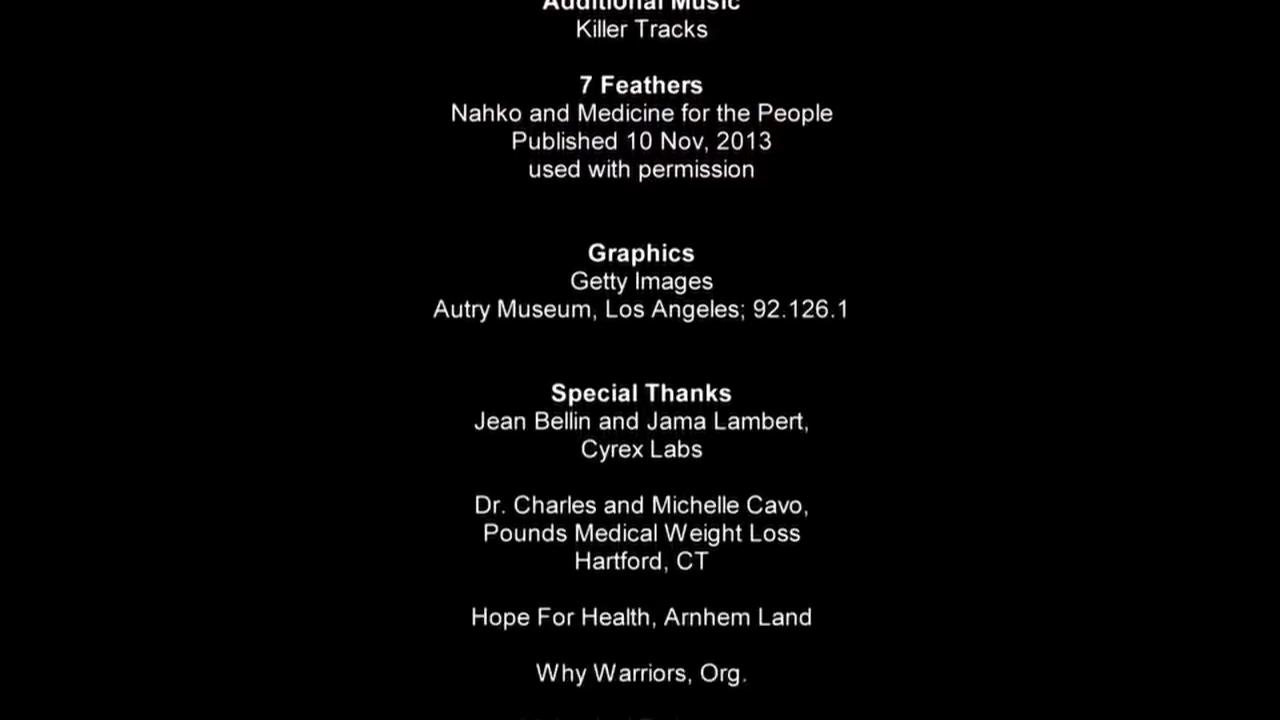 Additional Music
Killer Tracks
7 Feathers
Nahko and Medicine for the People
Published 10 Nov, 2013
used with permission
Graphics
Getty Images
Autry Museum, Los Angeles; 92.126.1
Special Thanks
Jean Bellin and Jama Lambert,
Cyrex Labs
Dr. Charles and Michelle Cavo,
Pounds Medical Weight Loss
Hartford, CT
Hope For Health, Arnhem Land
Why Warriors, Org.